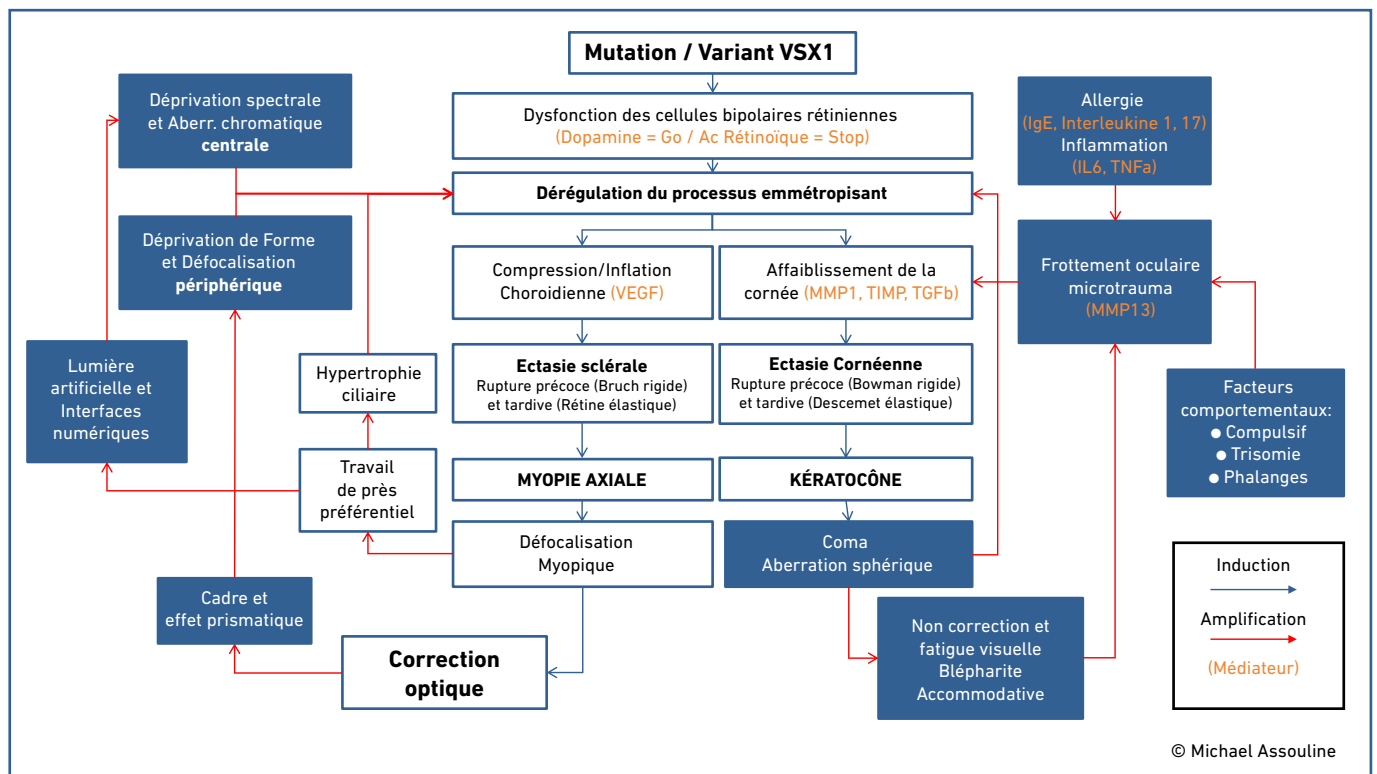 Mutation / Variant VSX1
Déprivation spectrale
et Aberr. chromatique
centrale
Dysfonction des cellules bipolaires rétiniennes
(Dopamine = Go / Ac Rétinoïque = Stop)
Allergie
(IgE, Interleukine 1, 17)
Inflammation
(IL6, TNFa)
Dérégulation du processus emmétropisant
Déprivation de Forme
et Défocalisation
périphérique
Compression/Inflation
Choroidienne (VEGF)
Affaiblissement de la
cornée (MMP1, TIMP, TGFb)
Frottement oculaire
microtrauma
(MMP13)
Lumière
artificielle et
Interfaces
numériques
Hypertrophie
ciliaire
Ectasie sclérale
Rupture précoce (Bruch rigide)
et tardive (Rétine élastique)
Ectasie Cornéenne
Rupture précoce (Bowman rigide)
et tardive (Descemet élastique)
Facteurs
comportementaux:
● Compulsif
● Trisomie
● Phalanges
Travail
de près
préférentiel
MYOPIE AXIALE
KÉRATOCÔNE
Défocalisation
Myopique
Coma
Aberration sphérique
Cadre et
effet prismatique
Correction
optique
Non correction et
fatigue visuelle
Blépharite
Accommodative
Induction
Amplification
(Médiateur)
© Michael Assouline